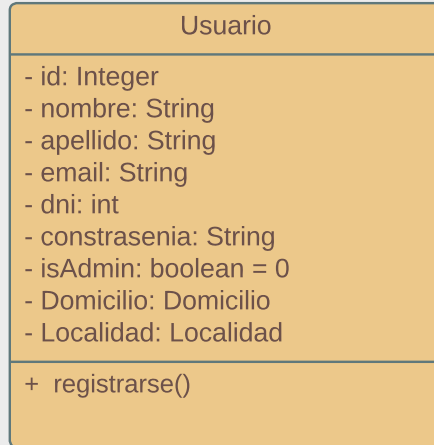 Usuario
- id: Integer
- nombre: String
- apellido: String
- email: String
- dni: int
- constrasenia: String
- isAdmin: boolean = 0
- Domicilio: Domicilio
- Localidad: Localidad
+ registrarse()